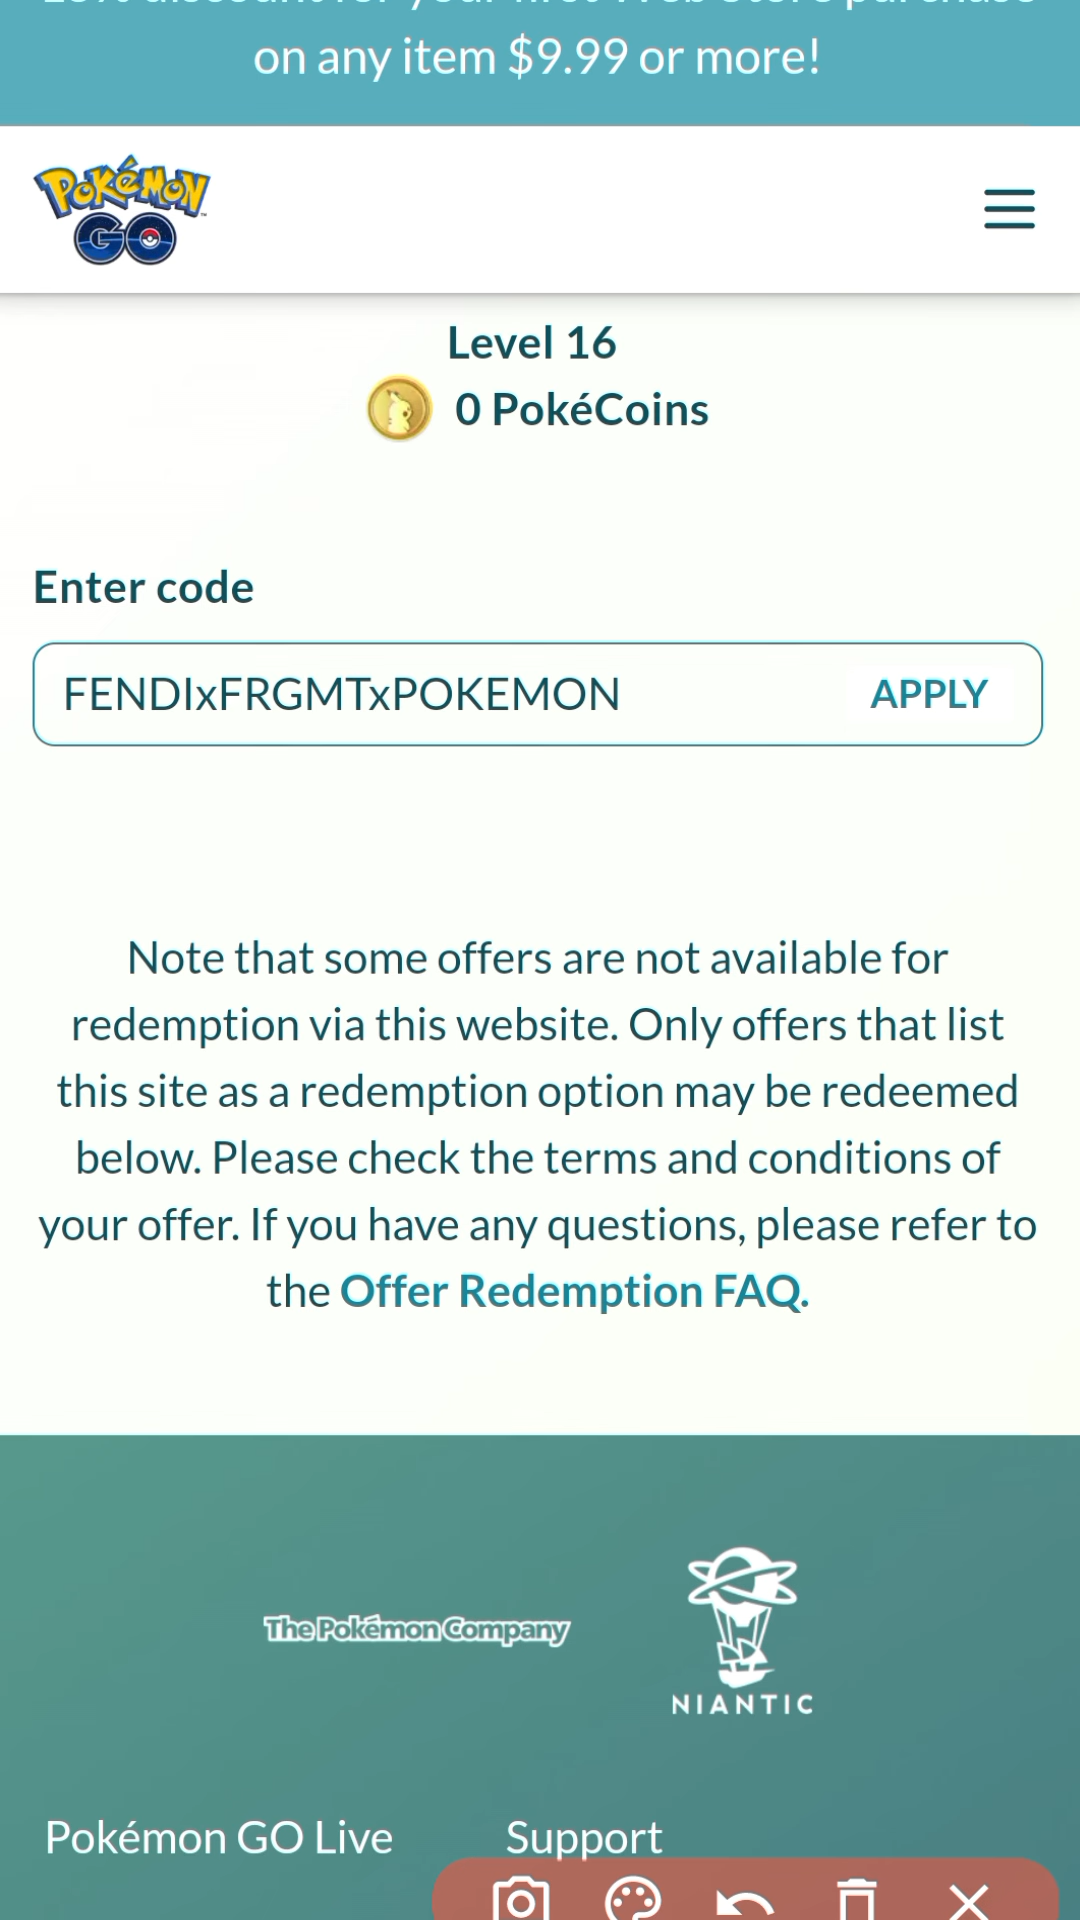 on any item $9.99 or more!
POKéMON
GO
Level 16
0 PokéCoins
Enter code
FENDIxFRGMTxPOKEMON
APPLY
Note that some offers are not available for
redemption via this website. Only offers that list
this site as a redemption option may be redeemed
below. Please check the terms and conditions of
your offer. If you have any questions, please refer to
the Offer Redemption FAQ.
The Pokémon Company
NIANTIC
Pokémon GO Live
Support